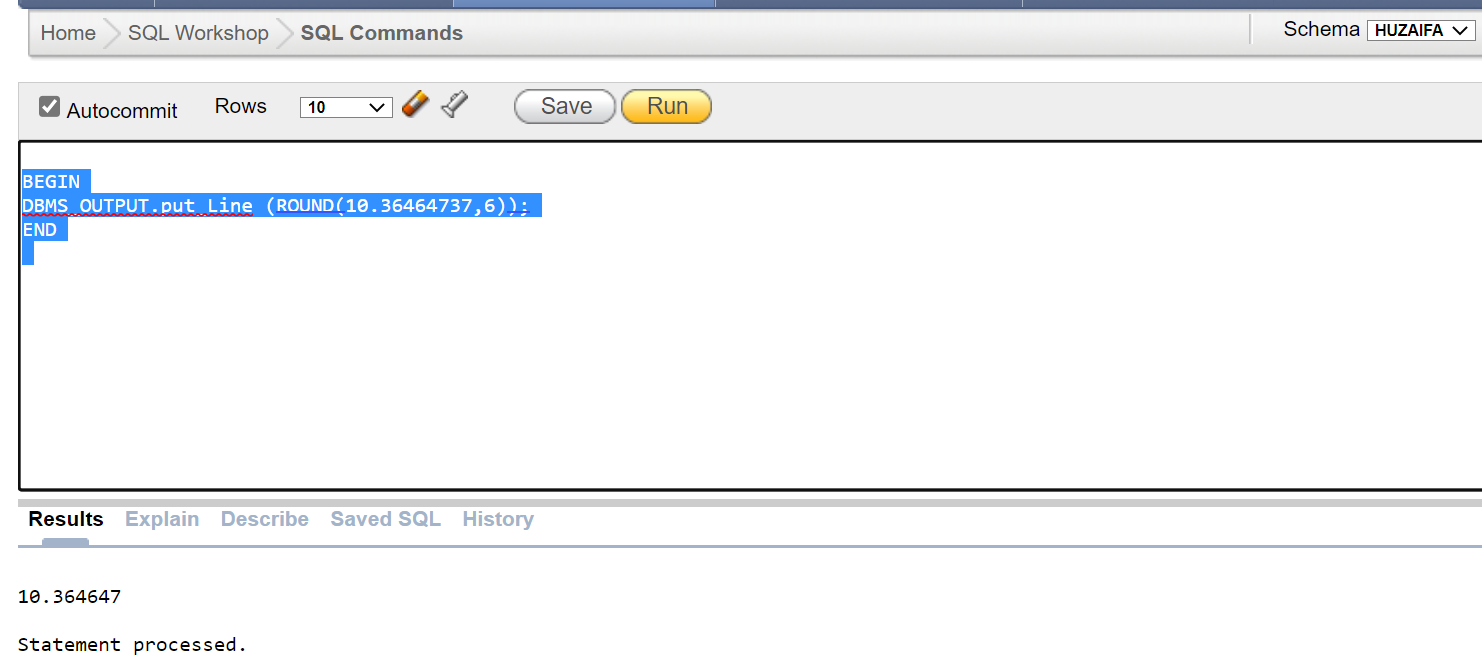 Home SQL Workshop SQL Commands Schema HUZAIFA
Autocommit Rows 10 Save Run
BEGIN
DBMS_OUTPUT.put_Line (ROUND(10.36464737,6));
END
Results Explain Describe Saved SQL History
10.364647
Statement processed.